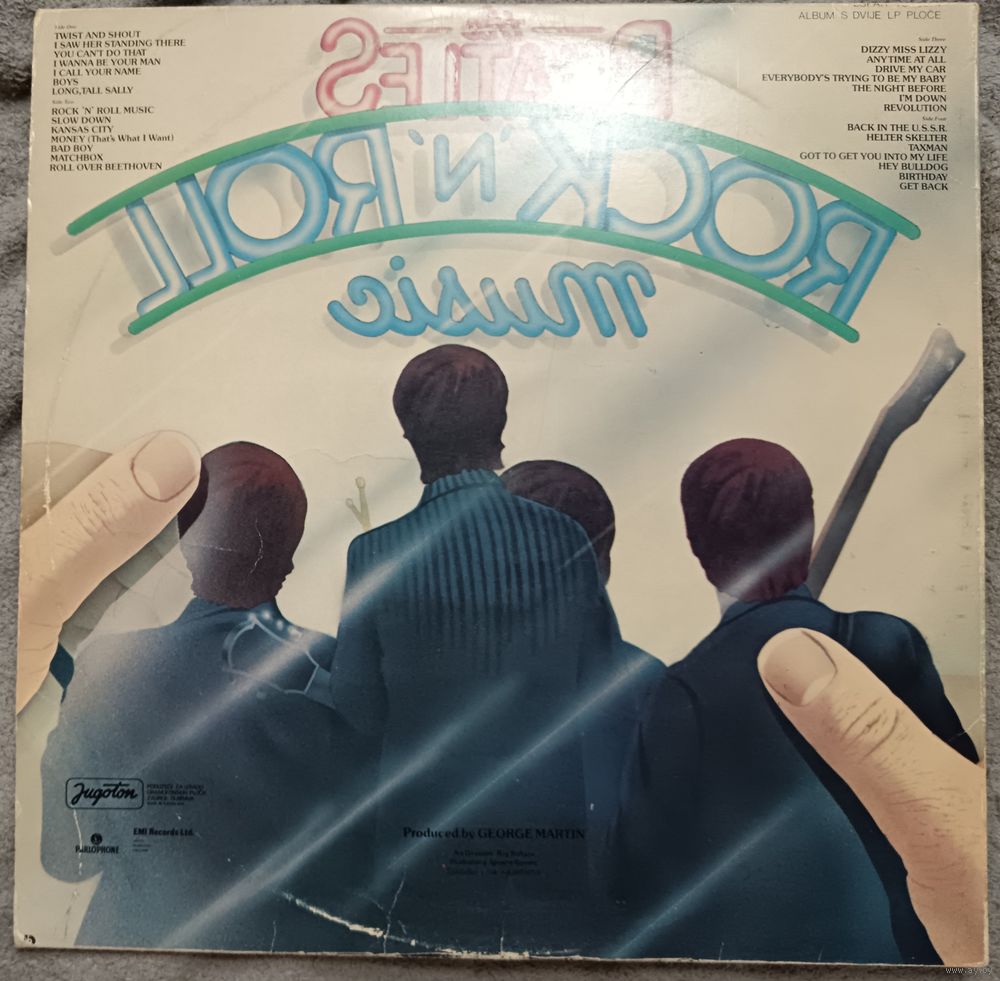 ALBUM S DVIJE LP PLOČE
Side One
TWIST AND SHOUT
I SAW HER STANDING THERE
YOU CAN'T DO THAT
I WANNA BE YOUR MAN
I CALL YOUR NAME
BOYS
LONG,TALL SALLY
Side Two
ROCK 'N' ROLL MUSIC
SLOW DOWN
KANSAS CITY
MONEY (That's What I Want)
BAD BOY
MATCHBOX
ROLL OVER BEETHOVEN
Side Three
DIZZY MISS LIZZY
ANYTIME AT ALL
DRIVE MY CAR
EVERYBODY'S TRYING TO BE MY BABY
THE NIGHT BEFORE
I'M DOWN
REVOLUTION
Side Four
BACK IN THE U.S.S.R.
HELTER SKELTER
TAXMAN
GOT TO GET YOU INTO MY LIFE
HEY BULLDOG
BIRTHDAY
GET BACK
ROCK 'N' ROLL
Music
Jugoton
PARLOPHONE
EMI Records Ltd.
Produced by GEORGE MARTIN
www.ay.by